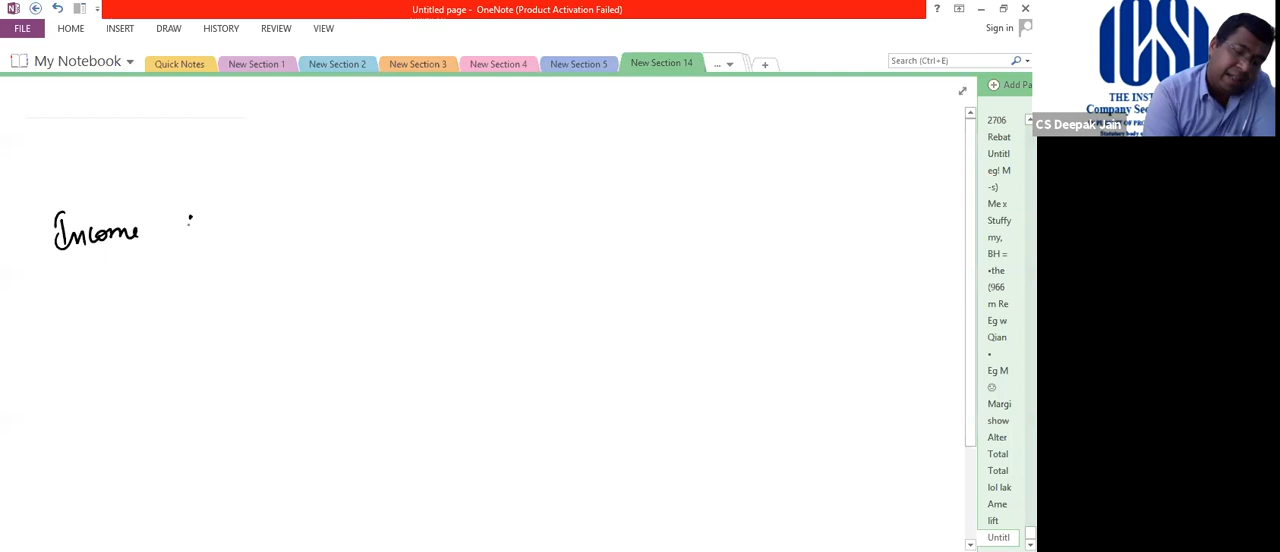 Untitled page - OneNote (Product Activation Failed)
?
FILE HOME INSERT DRAW HISTORY REVIEW VIEW
Sign in
My Notebook Quick Notes New Section 1 New Section 2 New Section 3 New Section 4 New Section 5 New Section 14 ... +
Search (Ctrl+E)
Add Pa
Income
2706
Rebat
Untitl
eg! M
-s)
Me x
Stuffy
my,
BH =
•the
(966
m Re
Eg w
Qian
•
Eg M
☹
Margi
show
Alter
Total
Total
lol lak
Ame
lift
Untitl
ICSI
THE INST
Company Sec
CS Deepak Jain